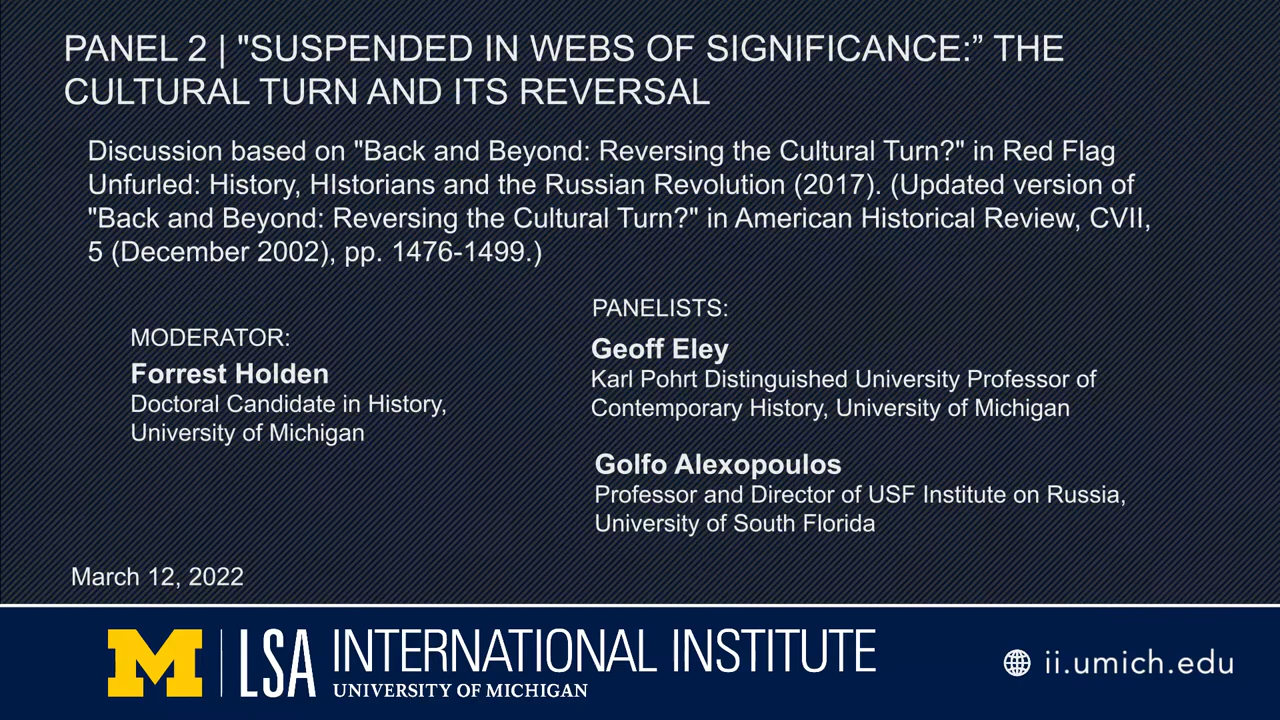 PANEL 2 | "SUSPENDED IN WEBS OF SIGNIFICANCE:” THE
CULTURAL TURN AND ITS REVERSAL
Discussion based on "Back and Beyond: Reversing the Cultural Turn?" in Red Flag
Unfurled: History, HIstorians and the Russian Revolution (2017). (Updated version of
"Back and Beyond: Reversing the Cultural Turn?" in American Historical Review, CVII,
5 (December 2002), pp. 1476-1499.)
MODERATOR:
Forrest Holden
Doctoral Candidate in History,
University of Michigan
PANELISTS:
Geoff Eley
Karl Pohrt Distinguished University Professor of
Contemporary History, University of Michigan
Golfo Alexopoulos
Professor and Director of USF Institute on Russia,
University of South Florida
March 12, 2022
M LSA INTERNATIONAL INSTITUTE
UNIVERSITY OF MICHIGAN
ii.umich.edu